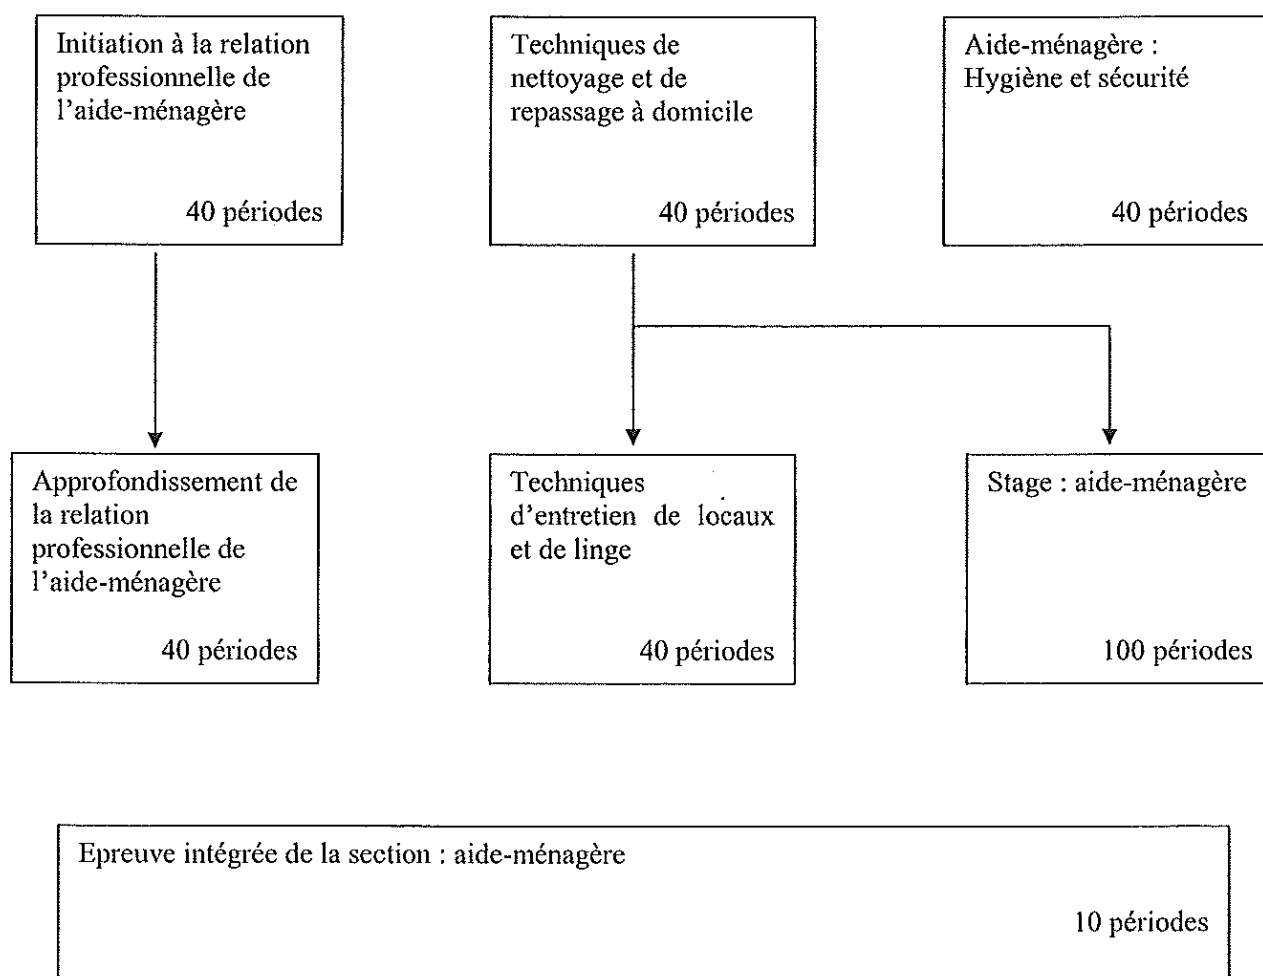 Initiation à la relation
professionnelle de
l'aide-ménagère
40 périodes
Techniques de
nettoyage et de
repassage à domicile
40 périodes
Aide-ménagère :
Hygiène et sécurité
40 périodes
Approfondissement de
la relation
professionnelle de
l'aide-ménagère
40 périodes
Techniques
d'entretien de locaux
et de linge
40 périodes
Stage : aide-ménagère
100 périodes
Epreuve intégrée de la section : aide-ménagère
10 périodes